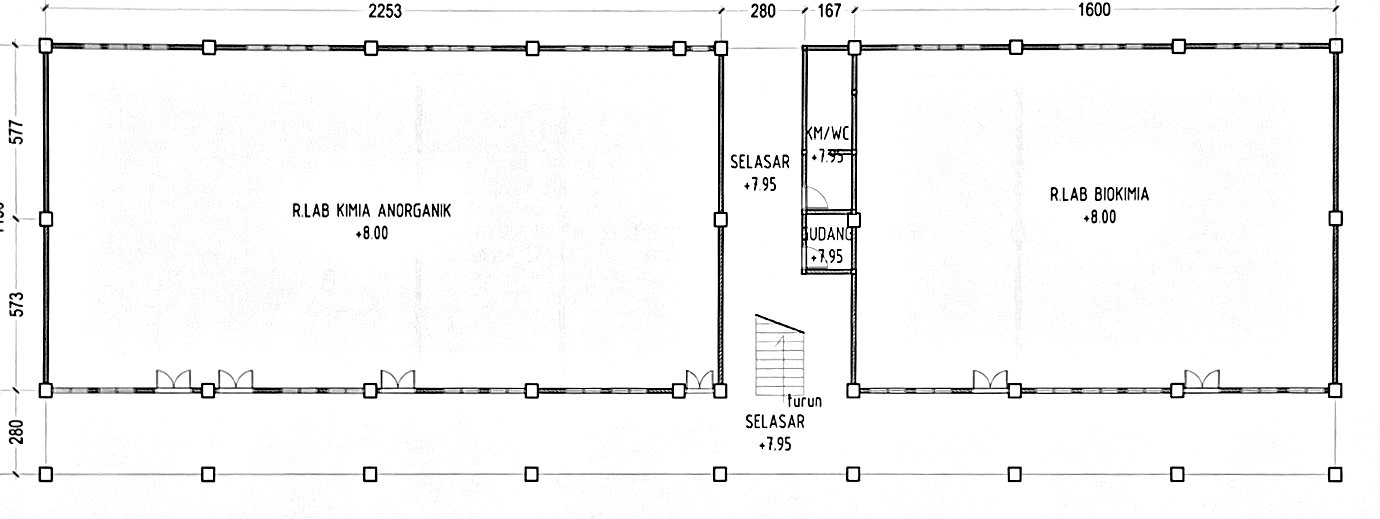 2253
280
167
1600
577
KM/WC
+7.95
SELASAR
+7.95
R.LAB KIMIA ANORGANIK
+8.00
R.LAB BIOKIMIA
+8.00
GUDANG
+7.95
573
turun
SELASAR
+7.95
280